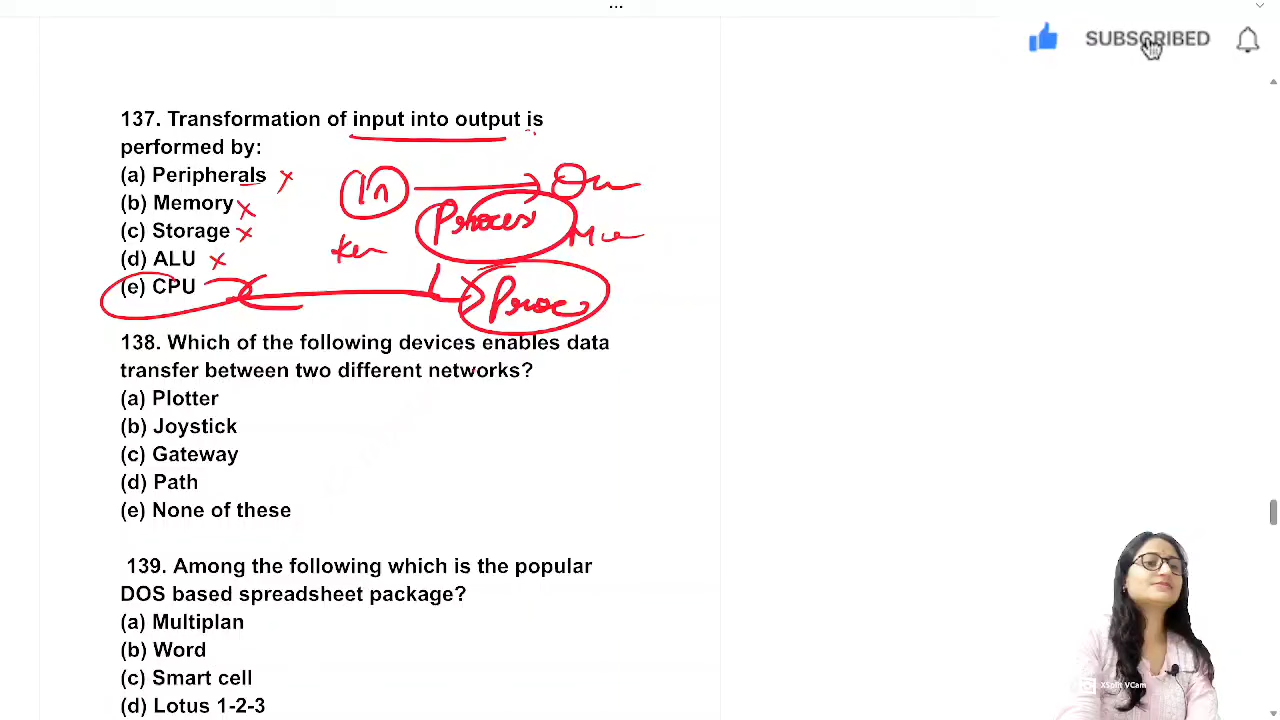 ...
SUBSCRIBED
137. Transformation of input into output is
performed by:
(a) Peripherals x
(b) Memory x
(c) Storage x
(d) ALU x
(e) CPU
In
Process
Proce
138. Which of the following devices enables data
transfer between two different networks?
(a) Plotter
(b) Joystick
(c) Gateway
(d) Path
(e) None of these
139. Among the following which is the popular
DOS based spreadsheet package?
(a) Multiplan
(b) Word
(c) Smart cell
(d) Lotus 1-2-3
XSplit VCam